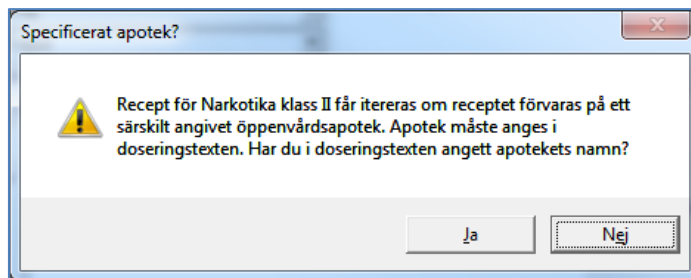 Specificerat apotek?
Recept för Narkotika klass II får itereras om receptet förvaras på ett
särskilt angivet öppenvårdsapotek. Apotek måste anges i
doseringstexten. Har du i doseringstexten angett apotekets namn?
Ja
Nej